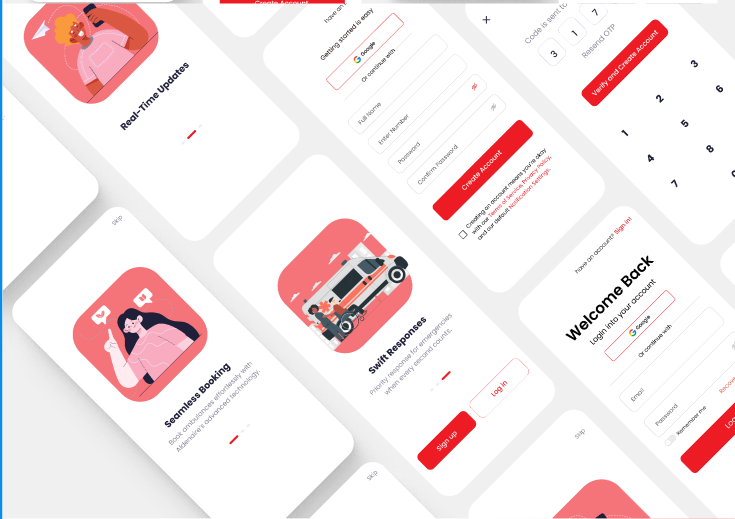 Real-Time Updates
Skip
Seamless Booking
Book ambulances effortlessly with
Aldenaire's advanced technology.
Swift Responses
Priority response for emergencies
when every second counts.
Sign up
Log in
Skip
Create Account
have an
Getting started is easy
Google
Or continue with
Full Name
Enter Number
Password
Confirm Password
Create Account
Creating an account means you're okay
with our Terms of Service, Privacy Policy,
and our default Notification Settings.
Code is sent to
3 1 7
Resend OTP
Verify and Create Account
1 2 3
4 5 6
7 8 9
have an account? Sign in!
Welcome Back
Login into your account
Google
Or continue with
Email
Password
Remember me
Skip